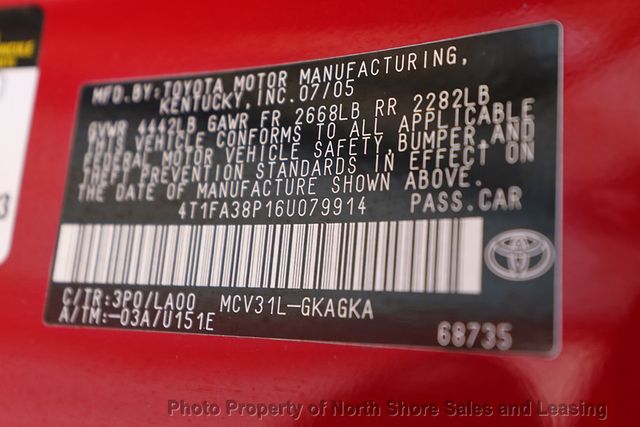 MFD.BY:TOYOTA MOTOR MANUFACTURING,
KENTUCKY,INC.07/05
GVWR 4442LB GAWR FR 2668LB RR 2282LB
THIS VEHICLE CONFORMS TO ALL APPLICABLE
FEDERAL MOTOR VEHICLE SAFETY,BUMPER,AND
THEFT PREVENTION STANDARDS IN EFFECT ON
THE DATE OF MANUFACTURE SHOWN ABOVE.
4T1FA38P16U079914 PASS.CAR
C/TR:3P0/LA00 MCV31L-GKAGKA
A/TM:-03A/U151E
68735
3
Photo Property of North Shore Sales and Leasing